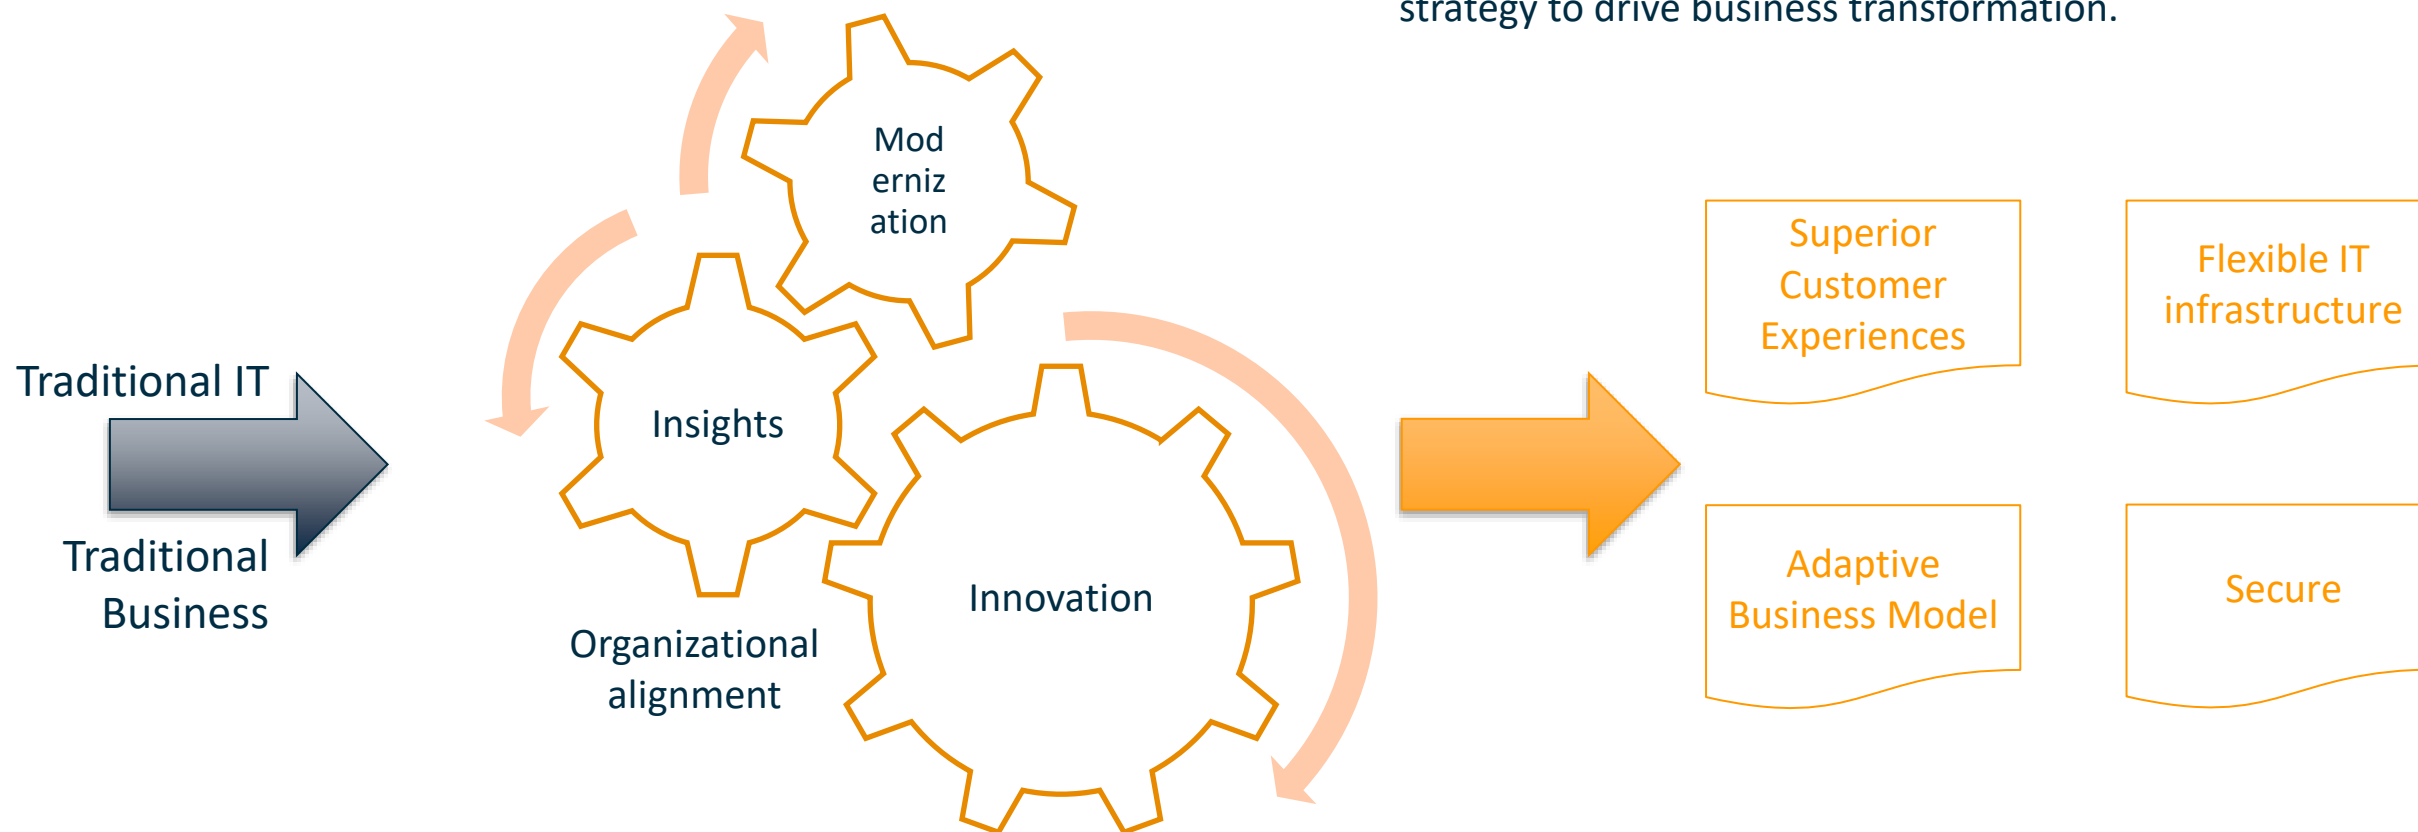 strategy to drive business transformation.
Mod
erniz
ation
Insights
Innovation
Organizational
alignment
Traditional IT
Traditional
Business
Superior
Customer
Experiences
Flexible IT
infrastructure
Adaptive
Business Model
Secure